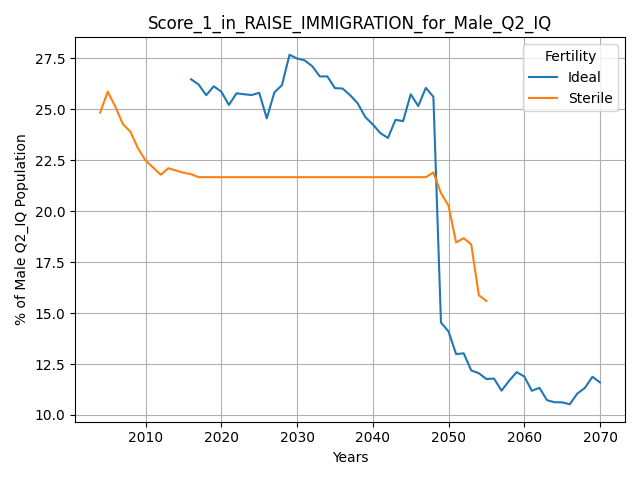 Score_1_in_RAISE_IMMIGRATION_for_Male_Q2_IQ
Fertility
Ideal
Sterile
% of Male Q2_IQ Population
27.5
25.0
22.5
20.0
17.5
15.0
12.5
10.0
2010 2020 2030 2040 2050 2060 2070
Years